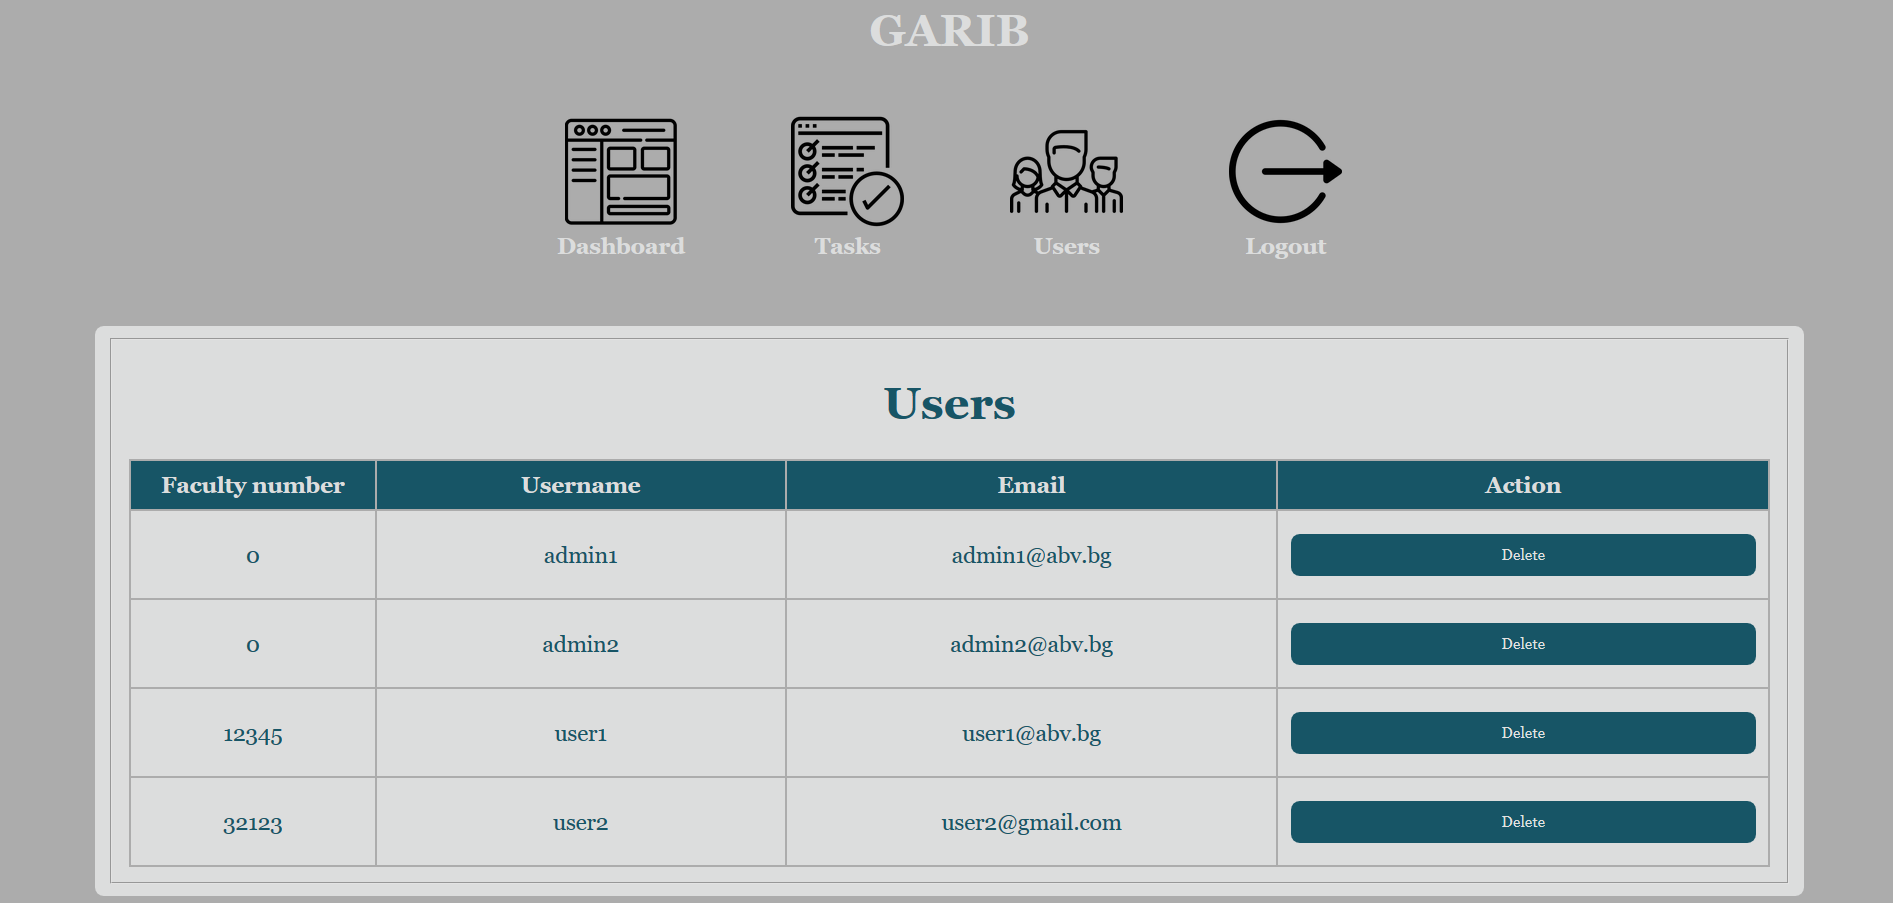 GARIB
Dashboard Tasks Users Logout
Users
Faculty number Username Email Action
0 admin1 admin1@abv.bg Delete
0 admin2 admin2@abv.bg Delete
12345 user1 user1@abv.bg Delete
32123 user2 user2@gmail.com Delete